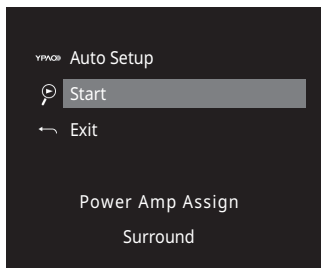 YPAO Auto Setup
Start
Exit
Power Amp Assign
Surround